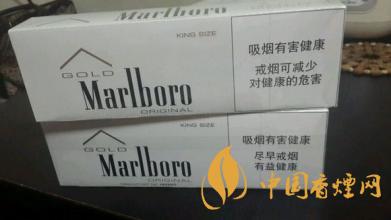 KING SIZE
GOLD
Marlboro
ORIGINAL
吸烟有害健康
戒烟可减少
对健康的危害
KING SIZE
GOLD
Marlboro
ORIGINAL
吸烟有害健康
尽早戒烟
有益健康
中国香烟网